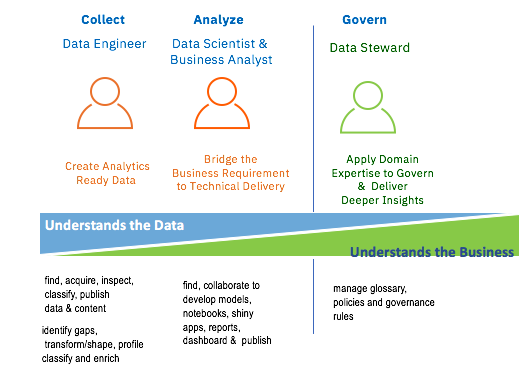 Collect
Data Engineer
Create Analytics
Ready Data
Analyze
Data Scientist &
Business Analyst
Bridge the
Business Requirement
to Technical Delivery
Govern
Data Steward
Apply Domain
Expertise to Govern
& Deliver
Deeper Insights
Understands the Data
Understands the Business
find, acquire, inspect,
classify, publish
data & content
identify gaps,
transform/shape, profile
classify and enrich
find, collaborate to
develop models,
notebooks, shiny
apps, reports,
dashboard & publish
manage glossary,
policies and governance
rules